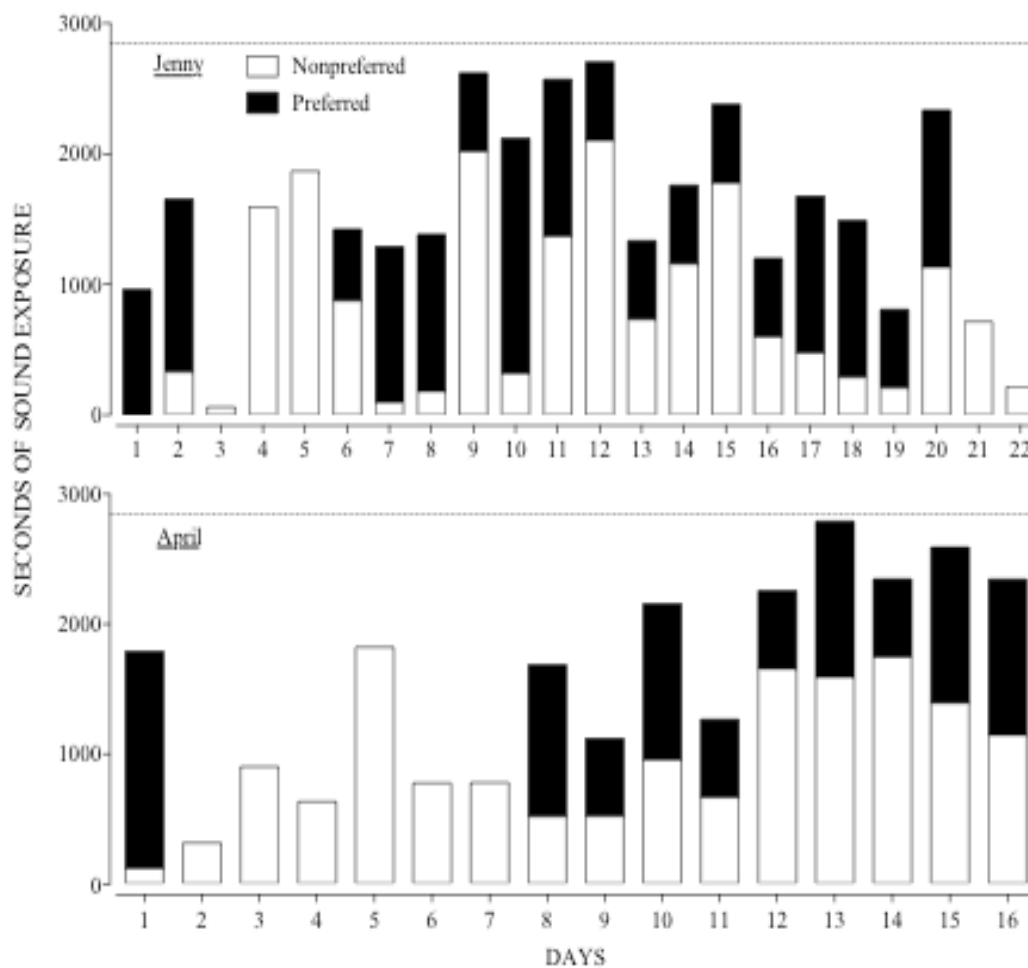 SECONDS OF SOUND EXPOSURE
3000
2000
1000
0
Jenny
Nonpreferred
Preferred
1 2 3 4 5 6 7 8 9 10 11 12 13 14 15 16 17 18 19 20 21 22
3000
2000
1000
0
April
1 2 3 4 5 6 7 8 9 10 11 12 13 14 15 16
DAYS